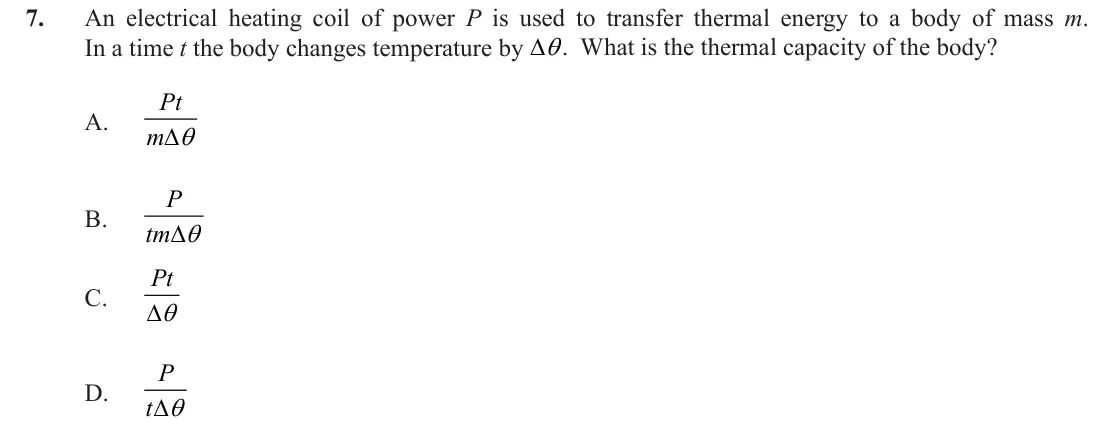 7. An electrical heating coil of power P is used to transfer thermal energy to a body of mass m.
In a time t the body changes temperature by Δθ. What is the thermal capacity of the body?
A. Pt
mΔθ
B. P
tmΔθ
C. Pt
Δθ
D. P
tΔθ